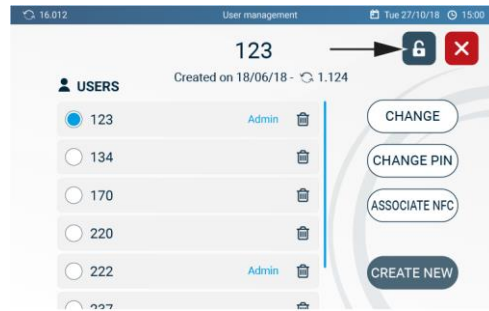 16.012 User management Tue 27/10/18 15:00
123
Created on 18/06/18 - 1.124
USERS
123 Admin
CHANGE
134
CHANGE PIN
170
ASSOCIATE NFC
220
222 Admin
CREATE NEW
237